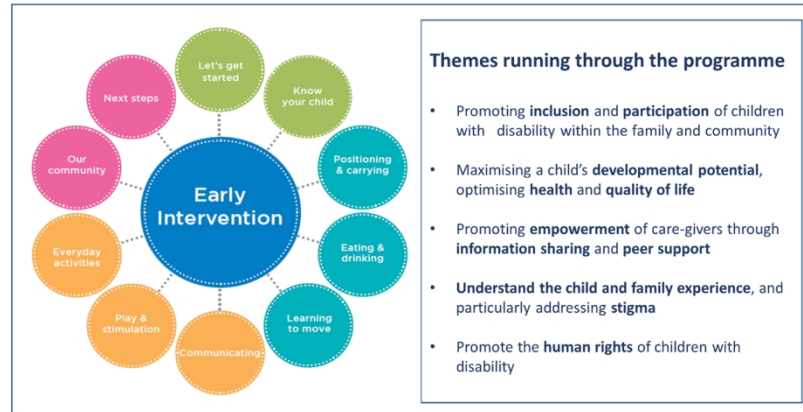 Let's get
started
Know
your child
Positioning
& carrying
Eating &
drinking
Learning
to move
Communicating
Play &
stimulation
Everyday
activities
Our
community
Next steps
Early
Intervention
Themes running through the programme
• Promoting inclusion and participation of children
with disability within the family and community
• Maximising a child's developmental potential,
optimising health and quality of life
• Promoting empowerment of care-givers through
information sharing and peer support
• Understand the child and family experience, and
particularly addressing stigma
• Promote the human rights of children with
disability